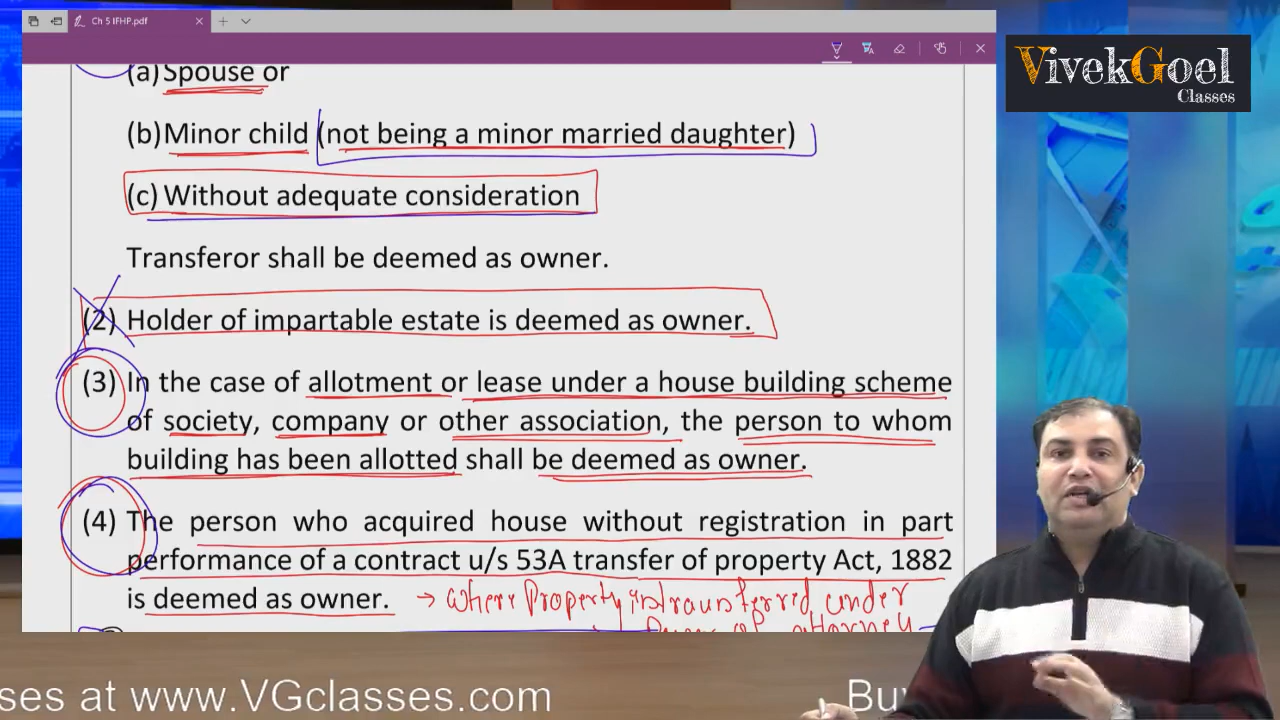 Ch 5 IFHP.pdf
VivekGoel
Classes
(a) Spouse or
(b) Minor child (not being a minor married daughter)
(c) Without adequate consideration
Transferor shall be deemed as owner.
(2) Holder of impartable estate is deemed as owner.
(3) In the case of allotment or lease under a house building scheme
of society, company or other association, the person to whom
building has been allotted shall be deemed as owner.
(4) The person who acquired house without registration in part
performance of a contract u/s 53A transfer of property Act, 1882
is deemed as owner. → where Property is transferred under
Power of attorney
sses at www.VGclasses.com
Bu